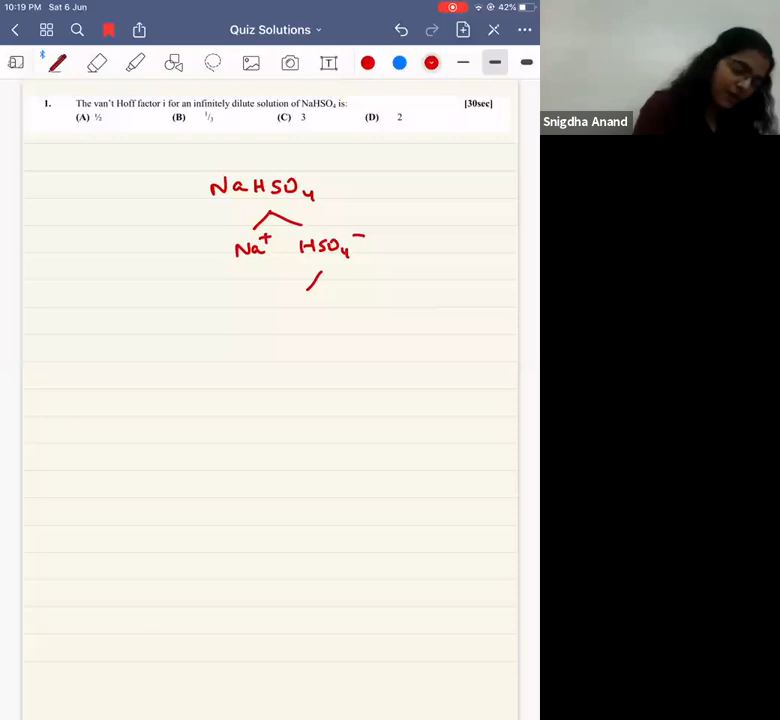 10:19 PM Sat 6 Jun 42%
Quiz Solutions
T
1. The van't Hoff factor i for an infinitely dilute solution of NaHSO₄ is: [30sec]
(A) ½ (B) 1/3 (C) 3 (D) 2
NaHSO₄
Na⁺ HSO₄⁻
Snigdha Anand